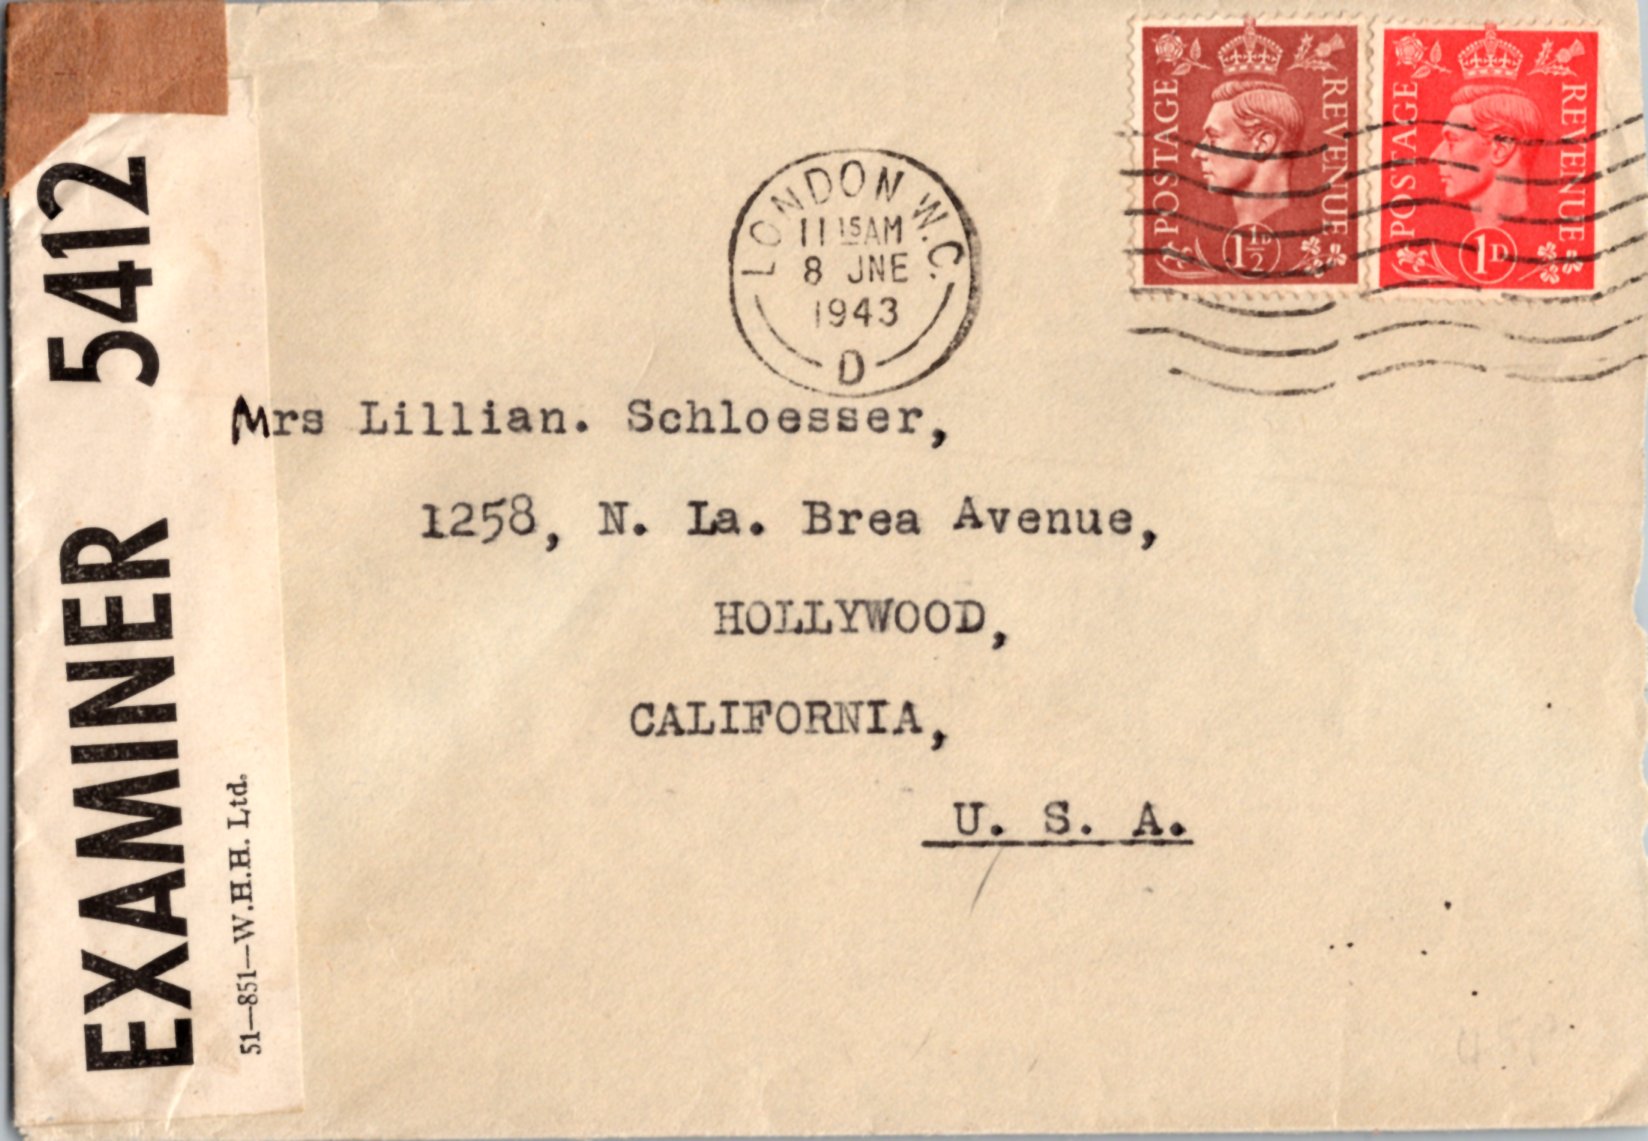 EXAMINER 5412
51—851—W.H.H. Ltd.
LONDON W.C.
11 15 AM
8 JNE
1943
D
POSTAGE REVENUE
1½D
POSTAGE REVENUE
1D
Mrs Lillian. Schloesser,
1258, N. La. Brea Avenue,
HOLLYWOOD,
CALIFORNIA,
U. S. A.